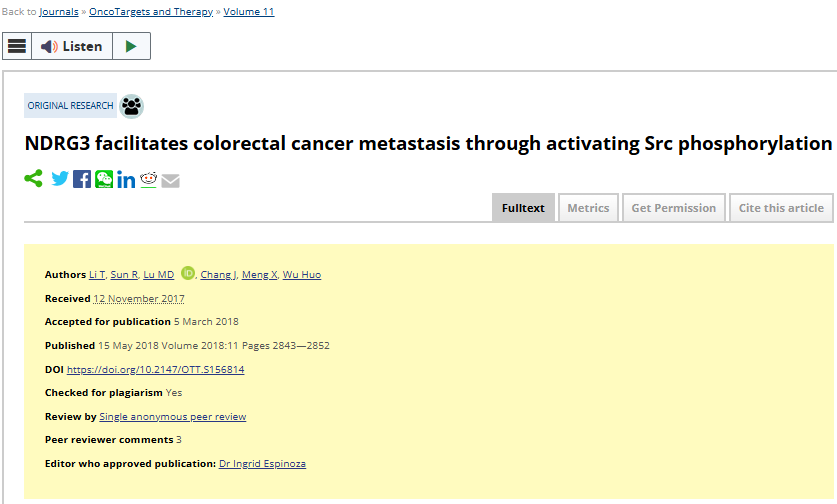 Back to Journals » OncoTargets and Therapy » Volume 11
Listen
ORIGINAL RESEARCH
NDRG3 facilitates colorectal cancer metastasis through activating Src phosphorylation
Fulltext Metrics Get Permission Cite this article
Authors Li T, Sun R, Lu MD iD, Chang J, Meng X, Wu Huo
Received 12 November 2017
Accepted for publication 5 March 2018
Published 15 May 2018 Volume 2018:11 Pages 2843—2852
DOI https://doi.org/10.2147/OTT.S156814
Checked for plagiarism Yes
Review by Single anonymous peer review
Peer reviewer comments 3
Editor who approved publication: Dr Ingrid Espinoza